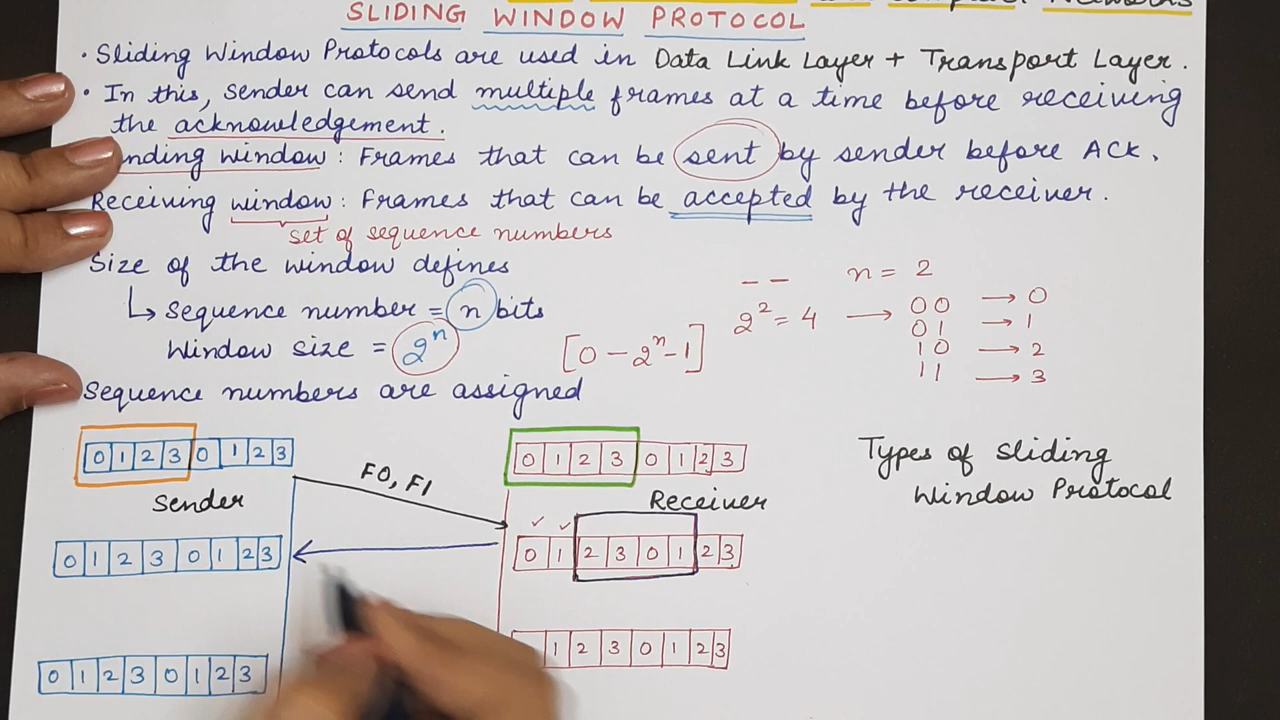 Networks
SLIDING WINDOW PROTOCOL
· Sliding Window Protocols are used in Data Link Layer + Transport Layer.
· In this, sender can send multiple frames at a time before receiving
the acknowledgement.
nding window: Frames that can be sent by sender before ACK.
Receiving window: Frames that can be accepted by the receiver.
set of sequence numbers
Size of the window defines
↳ Sequence number = n bits
Window size = 2^n
[0 - 2^n - 1]
_ _ n = 2
2^2 = 4 → 00 → 0
01 → 1
10 → 2
11 → 3
Sequence numbers are assigned
0 1 2 3 0 1 2 3
Sender
F0, F1
0 1 2 3 0 1 2 3
Receiver
0 1 2 3 0 1 2 3
0 1 2 3 0 1 2 3
0 1 2 3 0 1 2 3
1 2 3 0 1 2 3
Types of sliding
Window Protocol